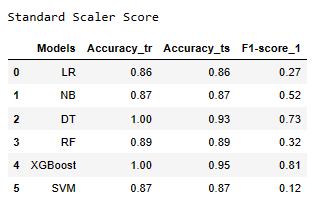 Standard Scaler Score
Models Accuracy_tr Accuracy_ts F1-score_1
0 LR 0.86 0.86 0.27
1 NB 0.87 0.87 0.52
2 DT 1.00 0.93 0.73
3 RF 0.89 0.89 0.32
4 XGBoost 1.00 0.95 0.81
5 SVM 0.87 0.87 0.12